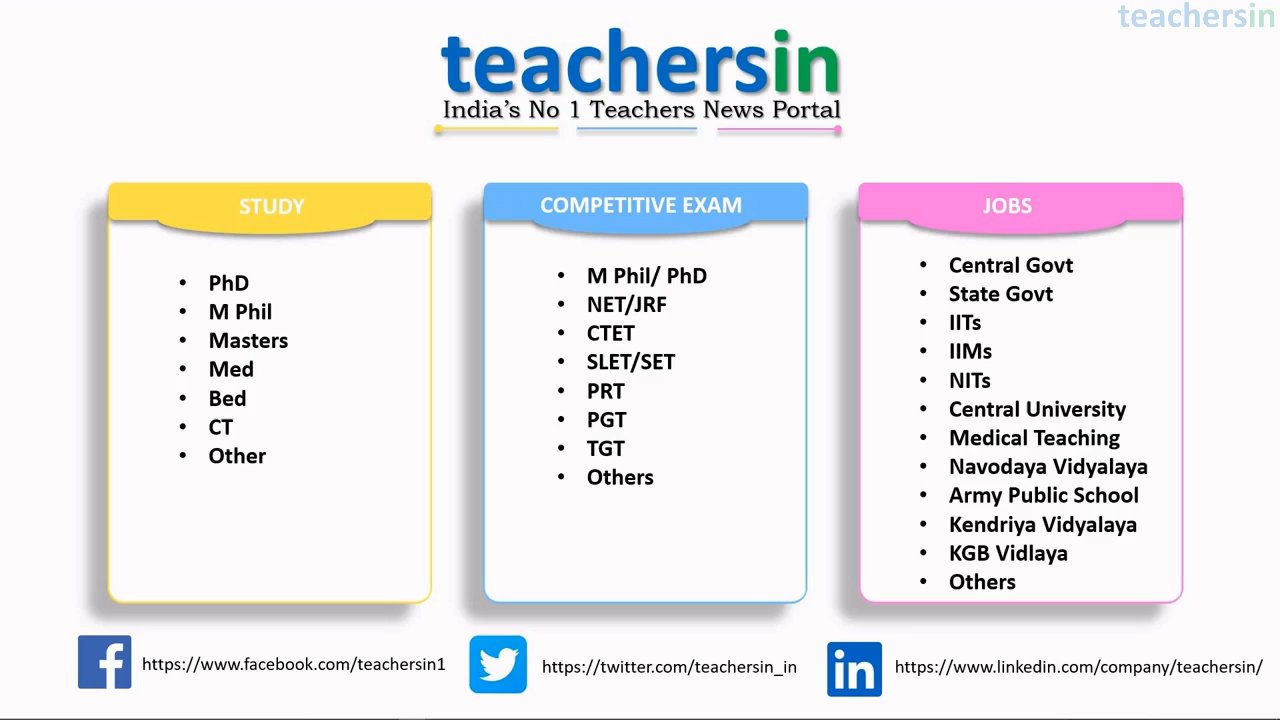 teachersin
teachersin
India's No 1 Teachers News Portal
STUDY
• PhD
• M Phil
• Masters
• Med
• Bed
• CT
• Other
COMPETITIVE EXAM
• M Phil/ PhD
• NET/JRF
• CTET
• SLET/SET
• PRT
• PGT
• TGT
• Others
JOBS
• Central Govt
• State Govt
• IITs
• IIMs
• NITs
• Central University
• Medical Teaching
• Navodaya Vidyalaya
• Army Public School
• Kendriya Vidyalaya
• KGB Vidlaya
• Others
f https://www.facebook.com/teachersin1
https://twitter.com/teachersin_in
in https://www.linkedin.com/company/teachersin/